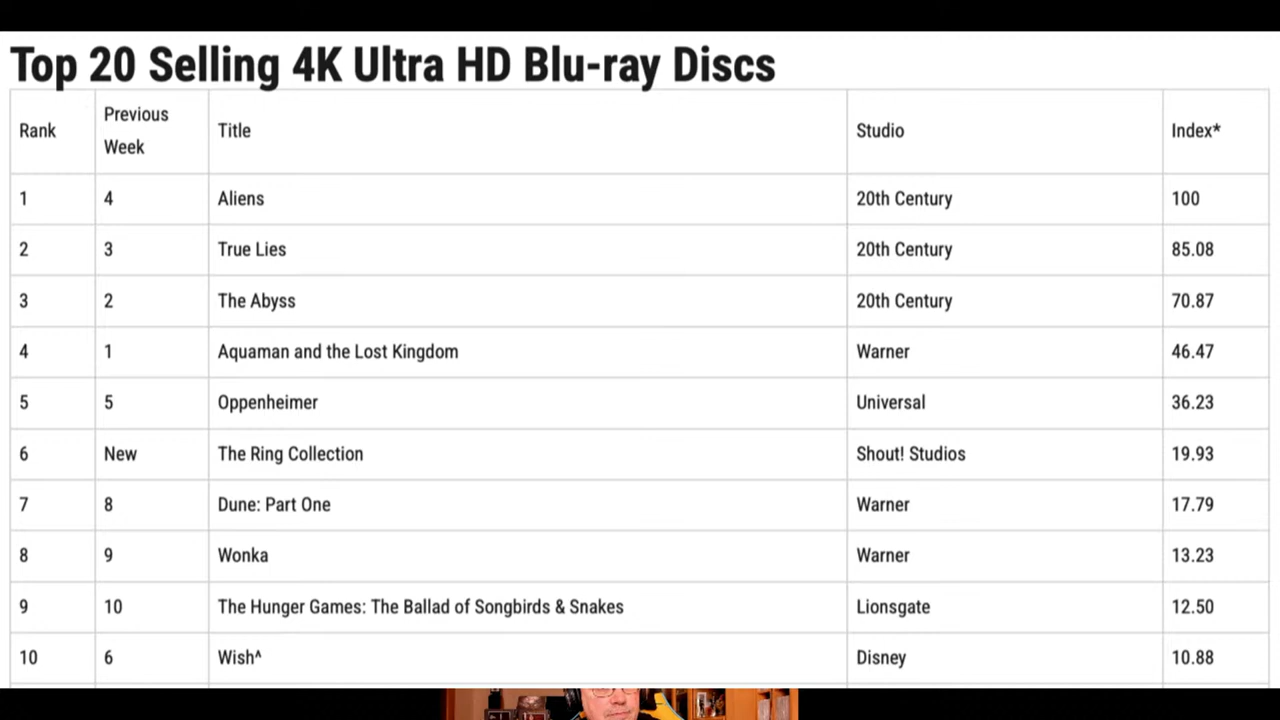 Top 20 Selling 4K Ultra HD Blu-ray Discs
Rank Previous Week Title Studio Index*
1 4 Aliens 20th Century 100
2 3 True Lies 20th Century 85.08
3 2 The Abyss 20th Century 70.87
4 1 Aquaman and the Lost Kingdom Warner 46.47
5 5 Oppenheimer Universal 36.23
6 New The Ring Collection Shout! Studios 19.93
7 8 Dune: Part One Warner 17.79
8 9 Wonka Warner 13.23
9 10 The Hunger Games: The Ballad of Songbirds & Snakes Lionsgate 12.50
10 6 Wish^ Disney 10.88